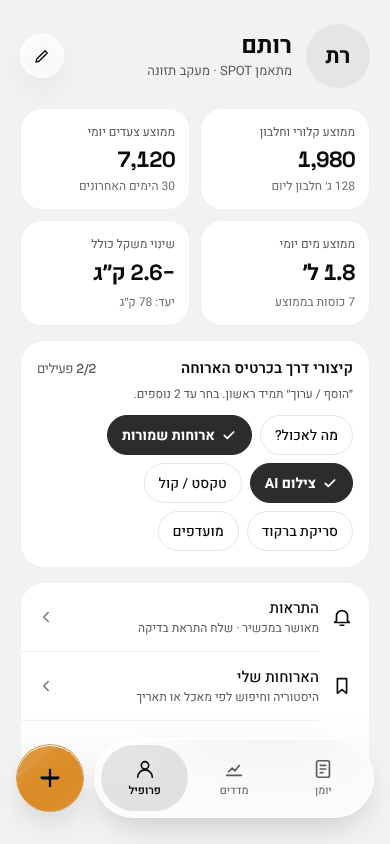 רת
רותם
מתאמן SPOT · מעקב תזונה
ממוצע קלורי וחלבון
1,980
128 ג׳ חלבון ליום
ממוצע צעדים יומי
7,120
30 הימים האחרונים
ממוצע מים יומי
1.8 ל׳
7 כוסות בממוצע
שינוי משקל כולל
−2.6 ק״ג
יעד: 78 ק״ג
קיצורי דרך בכרטיס הארוחה
2/2 פעילים
״הוסף / ערוך״ תמיד ראשון. בחר עד 2 נוספים.
מה לאכול?
ארוחות שמורות
צילום AI
טקסט / קול
סריקת ברקוד
מועדפים
התראות
מאושר במכשיר · שלח התראת בדיקה
הארוחות שלי
היסטוריה וחיפוש לפי מאכל או תאריך
יומן
מדדים
פרופיל